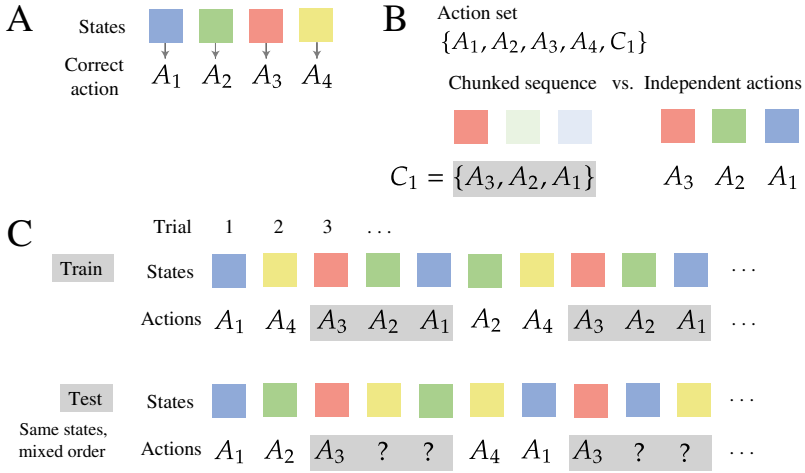 A
States
Correct
action
A1 A2 A3 A4
B
Action set
{A1, A2, A3, A4, C1}
Chunked sequence vs. Independent actions
C1 = {A3, A2, A1} A3 A2 A1
C
Trial 1 2 3 ...
Train States ...
Actions A1 A4 A3 A2 A1 A2 A4 A3 A2 A1 ...
Test States ...
Same states,
mixed order
Actions A1 A2 A3 ? ? A4 A1 A3 ? ? ...